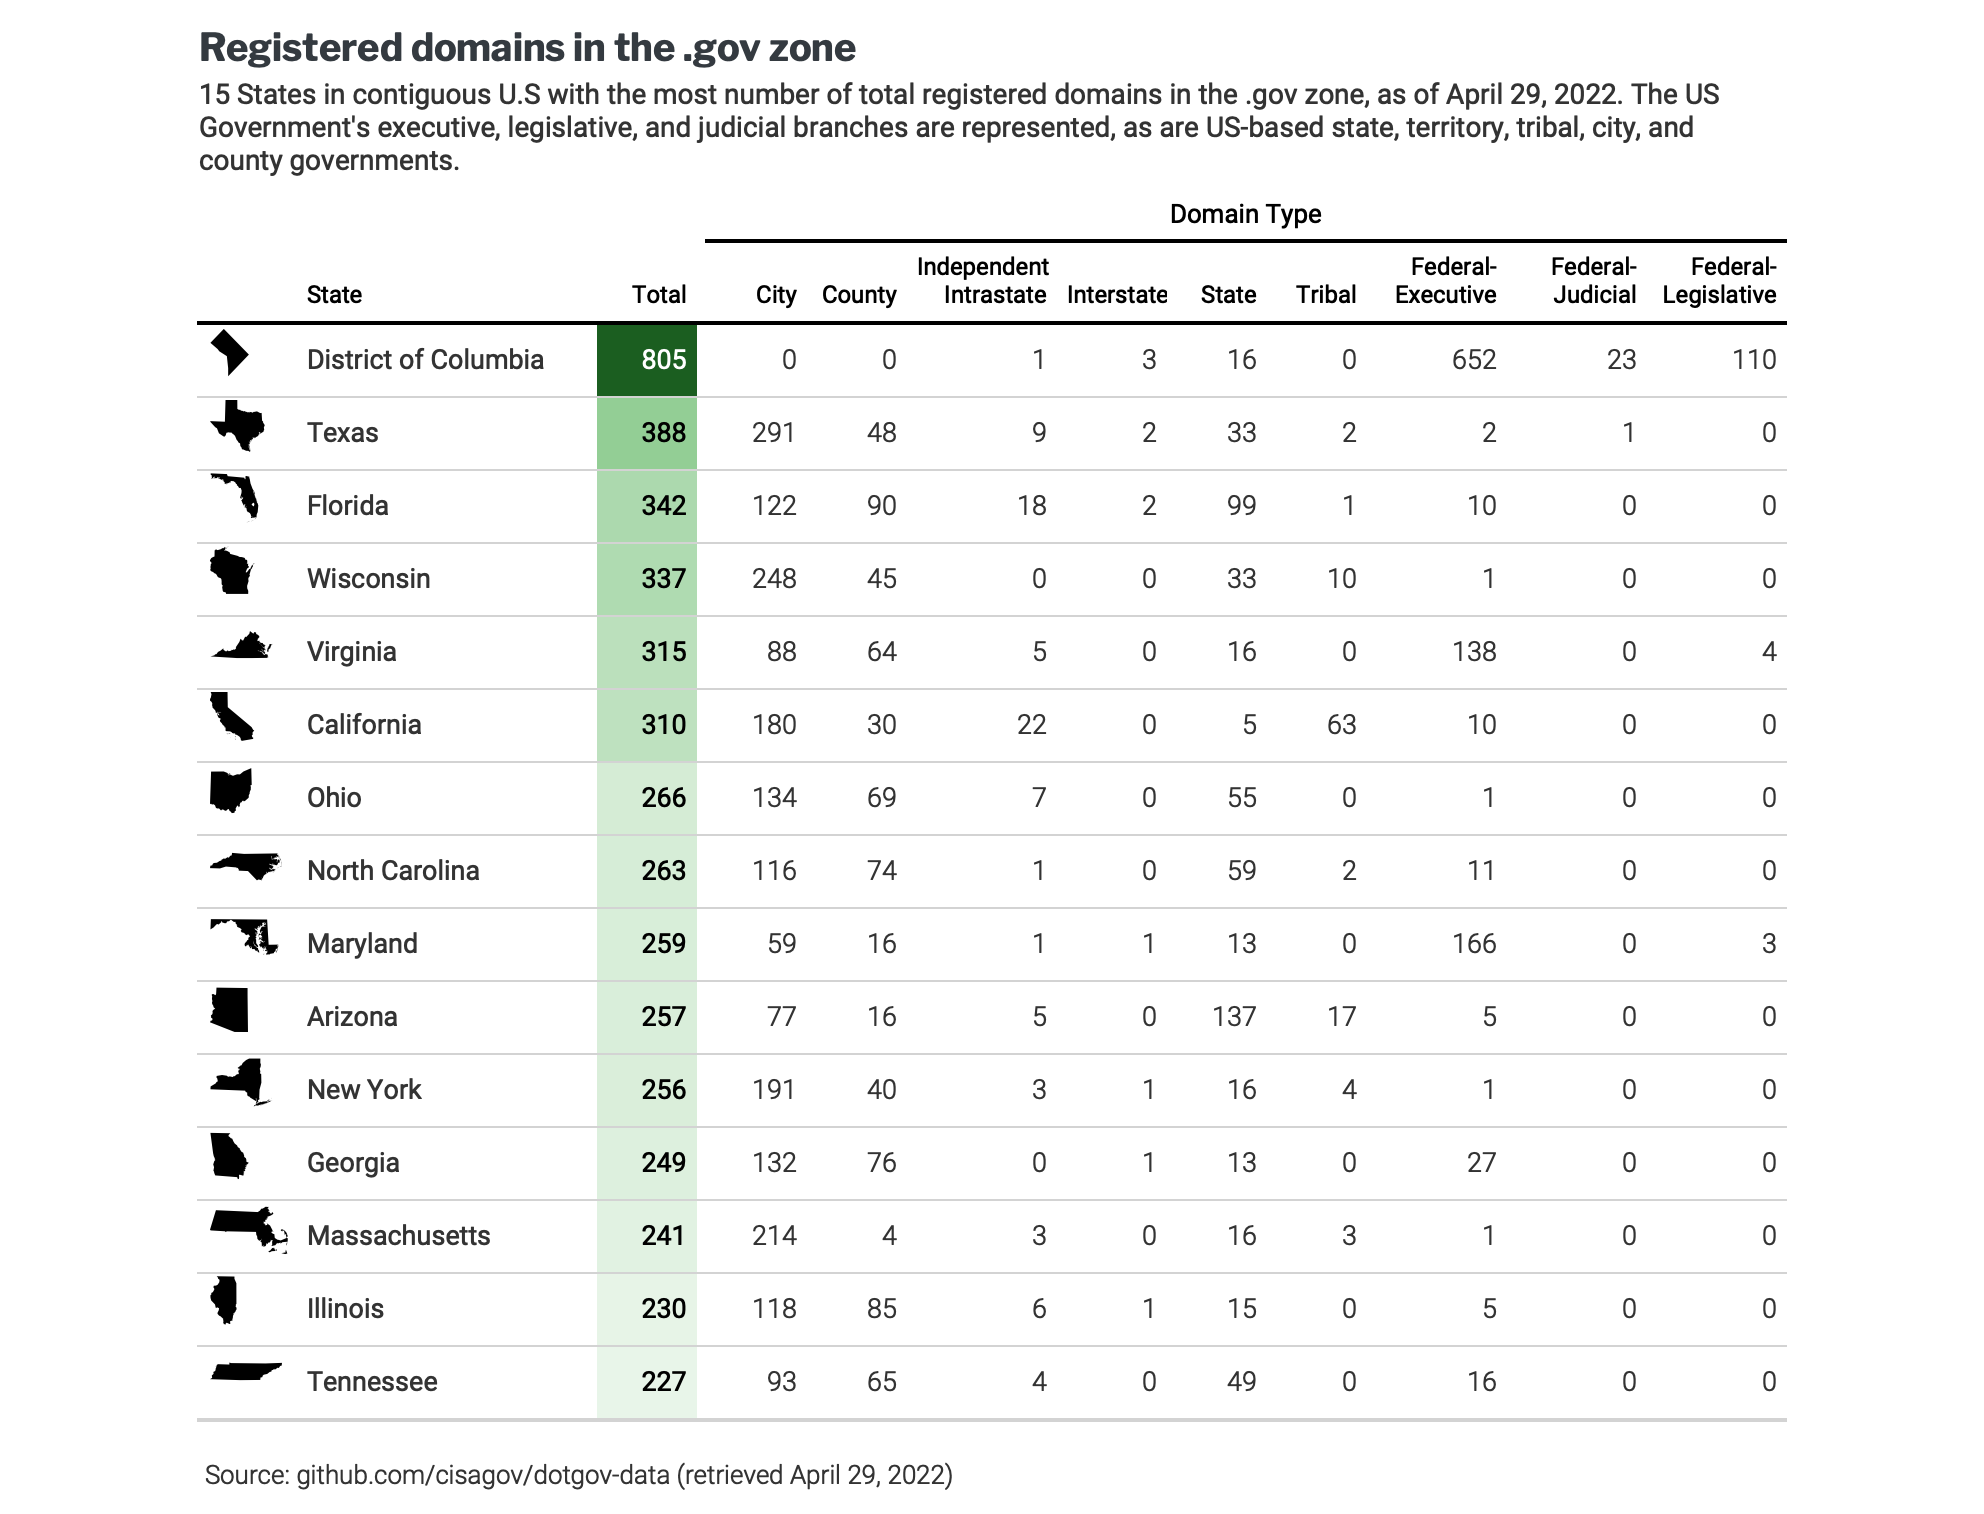 Registered domains in the .gov zone
15 States in contiguous U.S with the most number of total registered domains in the .gov zone, as of April 29, 2022. The US
Government's executive, legislative, and judicial branches are represented, as are US-based state, territory, tribal, city, and
county governments.
Domain Type
Independent Federal- Federal- Federal-
State Total City County Intrastate Interstate State Tribal Executive Judicial Legislative
District of Columbia 805 0 0 1 3 16 0 652 23 110
Texas 388 291 48 9 2 33 2 2 1 0
Florida 342 122 90 18 2 99 1 10 0 0
Wisconsin 337 248 45 0 0 33 10 1 0 0
Virginia 315 88 64 5 0 16 0 138 0 4
California 310 180 30 22 0 5 63 10 0 0
Ohio 266 134 69 7 0 55 0 1 0 0
North Carolina 263 116 74 1 0 59 2 11 0 0
Maryland 259 59 16 1 1 13 0 166 0 3
Arizona 257 77 16 5 0 137 17 5 0 0
New York 256 191 40 3 1 16 4 1 0 0
Georgia 249 132 76 0 1 13 0 27 0 0
Massachusetts 241 214 4 3 0 16 3 1 0 0
Illinois 230 118 85 6 1 15 0 5 0 0
Tennessee 227 93 65 4 0 49 0 16 0 0
Source: github.com/cisagov/dotgov-data (retrieved April 29, 2022)